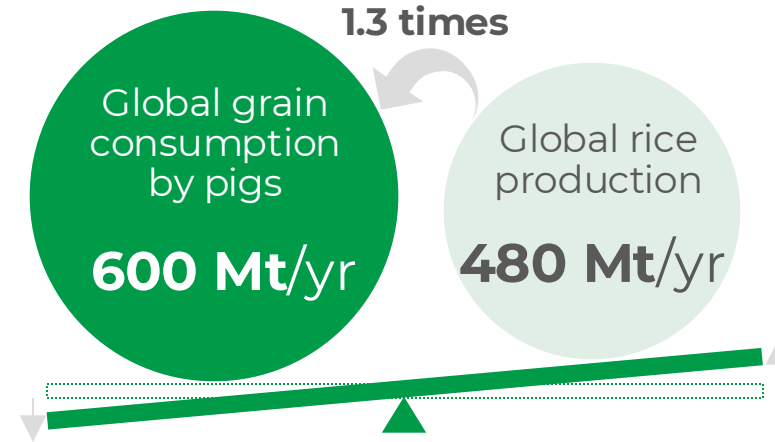 1.3 times
Global grain
consumption
by pigs
600 Mt/yr
Global rice
production
480 Mt/yr